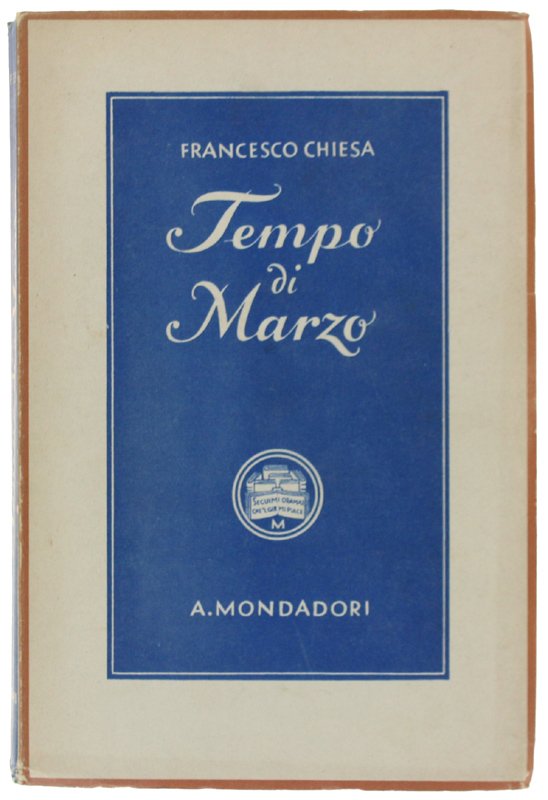 FRANCESCO CHIESA
Tempo
di
Marzo
M
A. MONDADORI